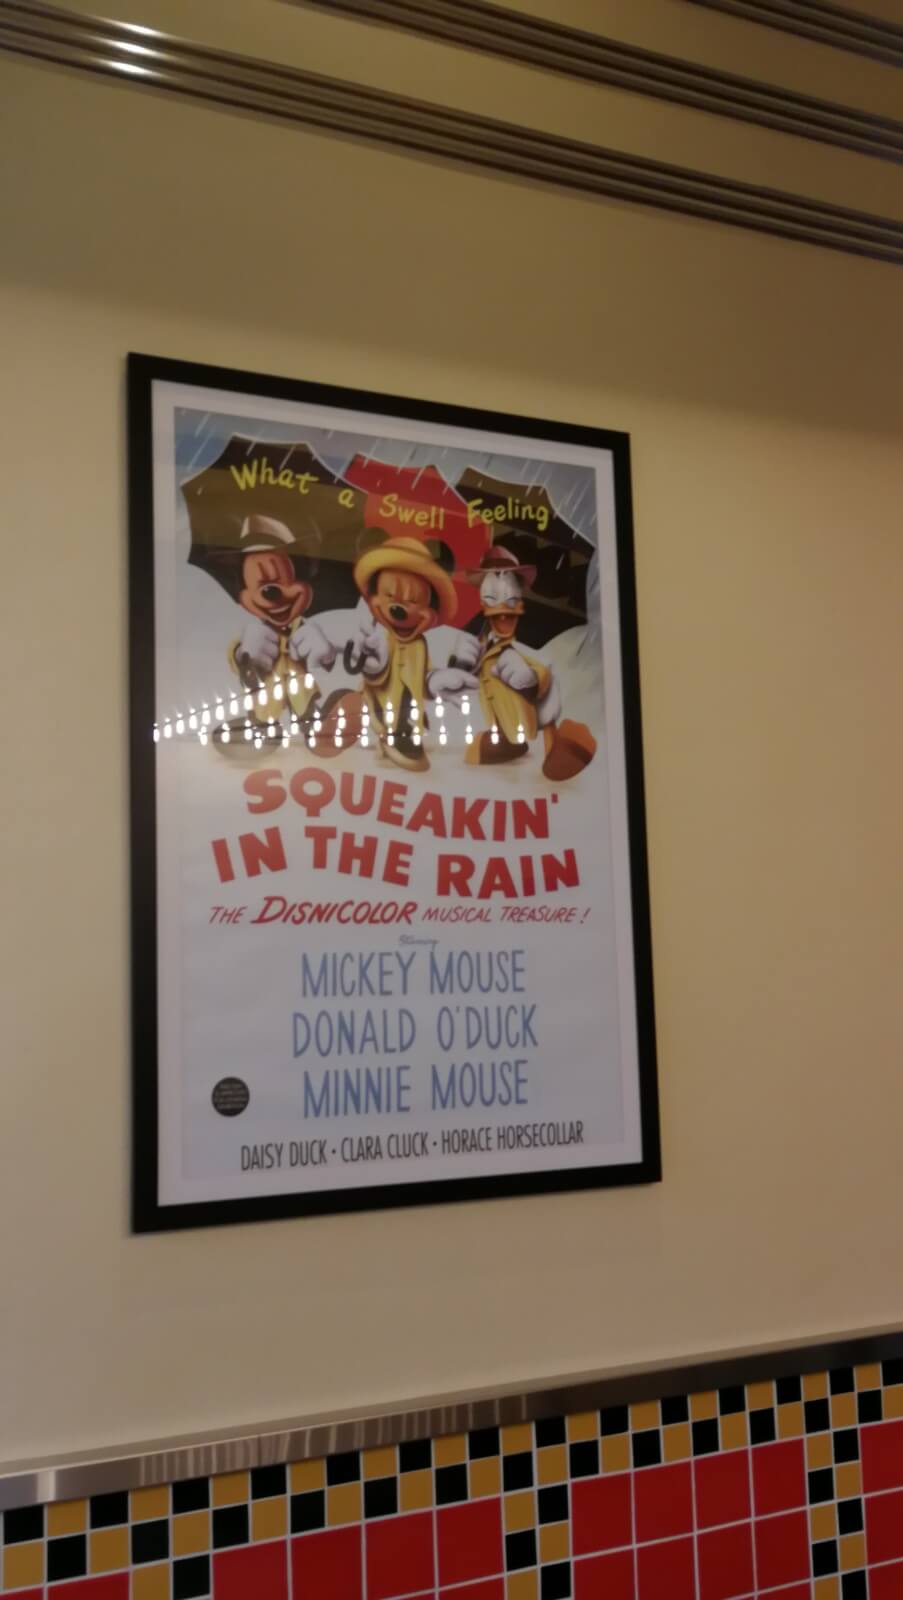 What a Swell Feeling
SQUEAKIN'
IN THE RAIN
THE DISNICOLOR MUSICAL TREASURE!
Starring
MICKEY MOUSE
DONALD O'DUCK
MINNIE MOUSE
DAISY DUCK • CLARA CLUCK • HORACE HORSECOLLAR